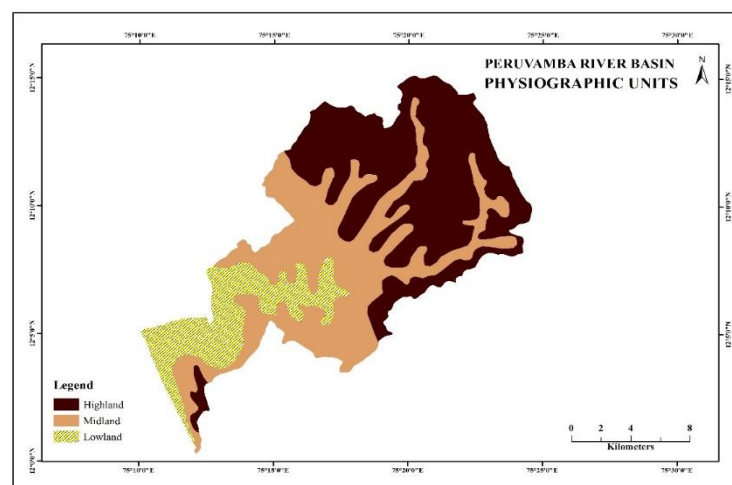 75°10'0"E 75°15'0"E 75°20'0"E 75°25'0"E 75°30'0"E
PERUVAMBA RIVER BASIN
PHYSIOGRAPHIC UNITS
N
12°15'0"N 12°15'0"N
12°10'0"N 12°10'0"N
12°5'0"N 12°5'0"N
12°0'0"N 12°0'0"N
Legend
Highland
Midland
Lowland
0 2 4 8
Kilometers
75°10'0"E 75°15'0"E 75°20'0"E 75°25'0"E 75°30'0"E